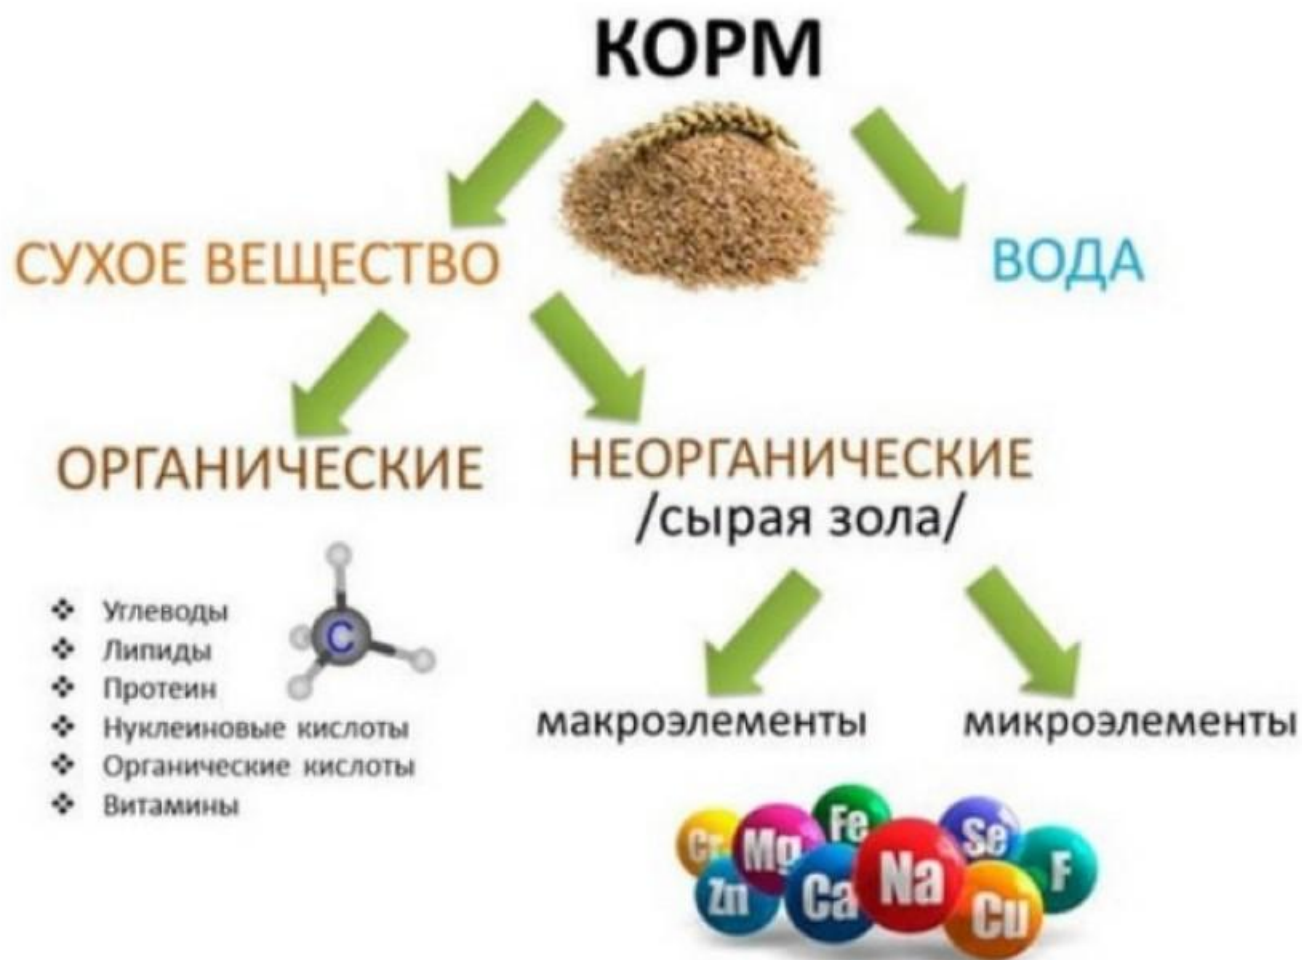 КОРМ
СУХОЕ ВЕЩЕСТВО
ВОДА
ОРГАНИЧЕСКИЕ
НЕОРГАНИЧЕСКИЕ
/сырая зола/
Углеводы
Липиды
Протеин
Нуклеиновые кислоты
Органические кислоты
Витамины
C
макроэлементы
микроэлементы
Cr
Mg
Fe
Se
F
Zn
Ca
Na
Cu